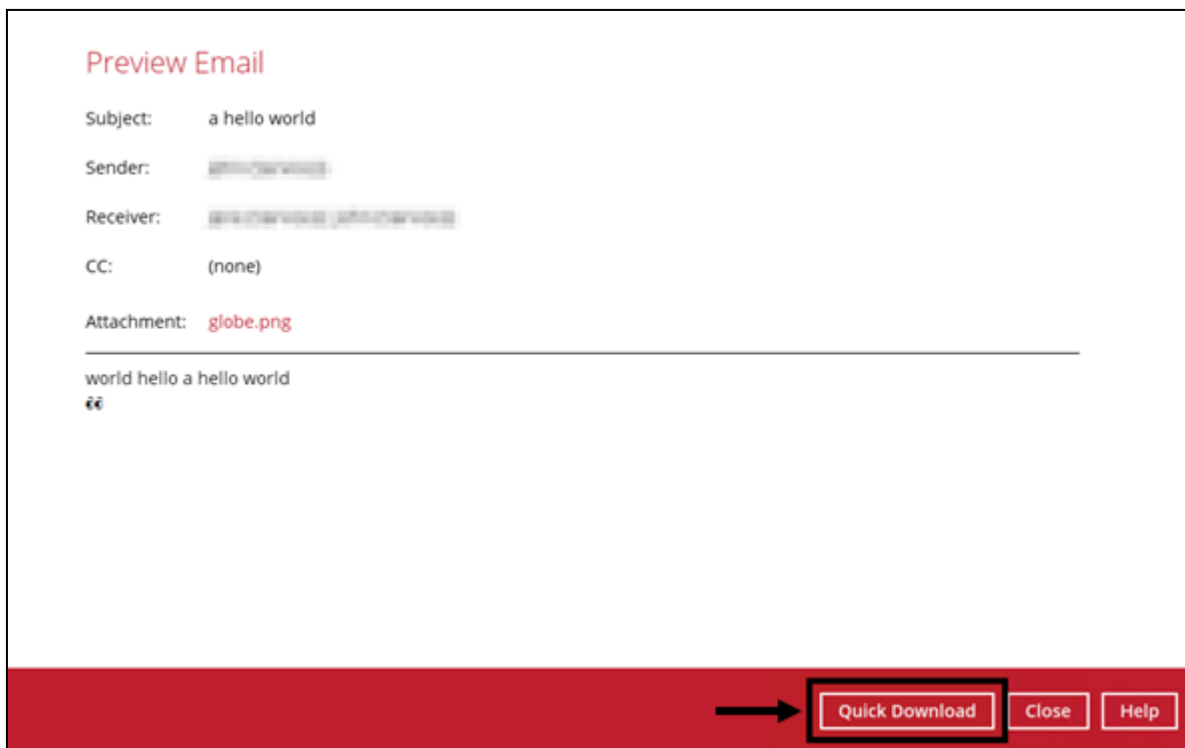 Preview Email
Subject: a hello world
Sender:
Receiver:
CC: (none)
Attachment: globe.png
world hello a hello world
Quick Download Close Help